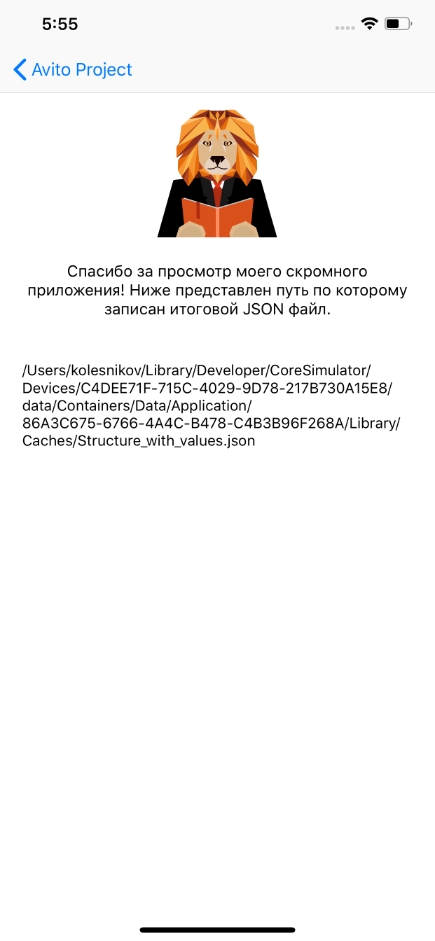 5:55
Avito Project
Спасибо за просмотр моего скромного
приложения! Ниже представлен путь по которому
записан итоговой JSON файл.
/Users/kolesnikov/Library/Developer/CoreSimulator/
Devices/C4DEE71F-715C-4029-9D78-217B730A15E8/
data/Containers/Data/Application/
86A3C675-6766-4A4C-B478-C4B3B96F268A/Library/
Caches/Structure_with_values.json